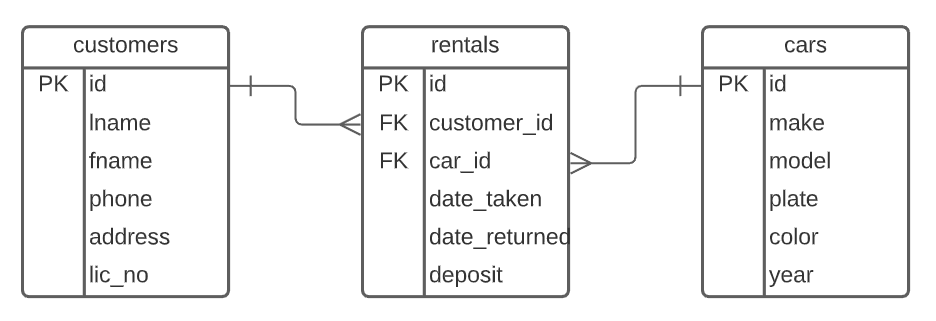 customers
PK id
lname
fname
phone
address
lic_no
rentals
PK id
FK customer_id
FK car_id
date_taken
date_returned
deposit
cars
PK id
make
model
plate
color
year